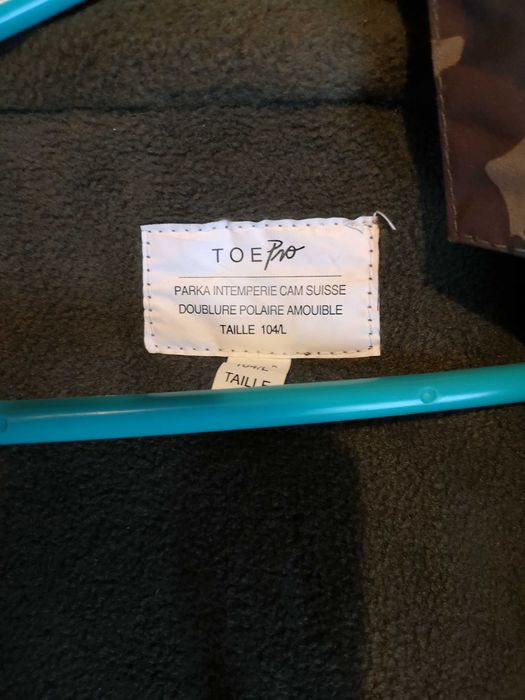 TOE Pro
PARKA INTEMPERIE CAM SUISSE
DOUBLURE POLAIRE AMOUIBLE
TAILLE 104/L
TAILLE